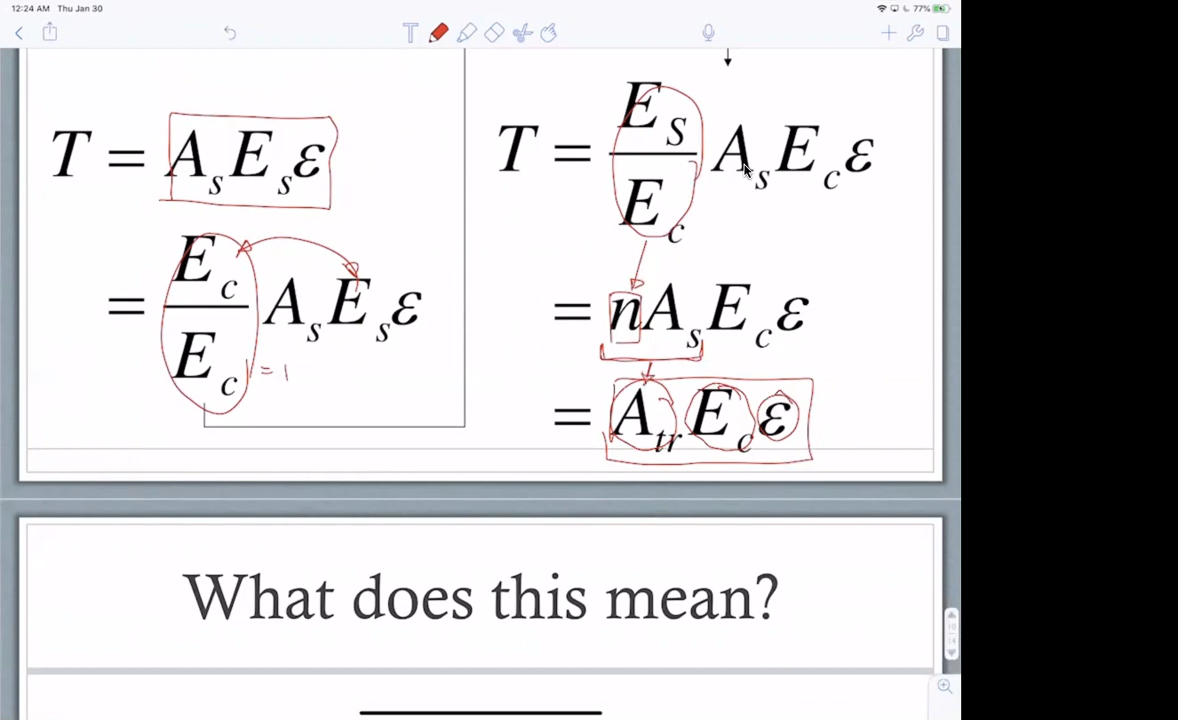 12:24 AM Thu Jan 30
77%
T = A_s E_s ε
= E_c / E_c A_s E_s ε
= 1
T = E_S / E_c A_s E_c ε
= n A_s E_c ε
= A_tr E_c ε
What does this mean?